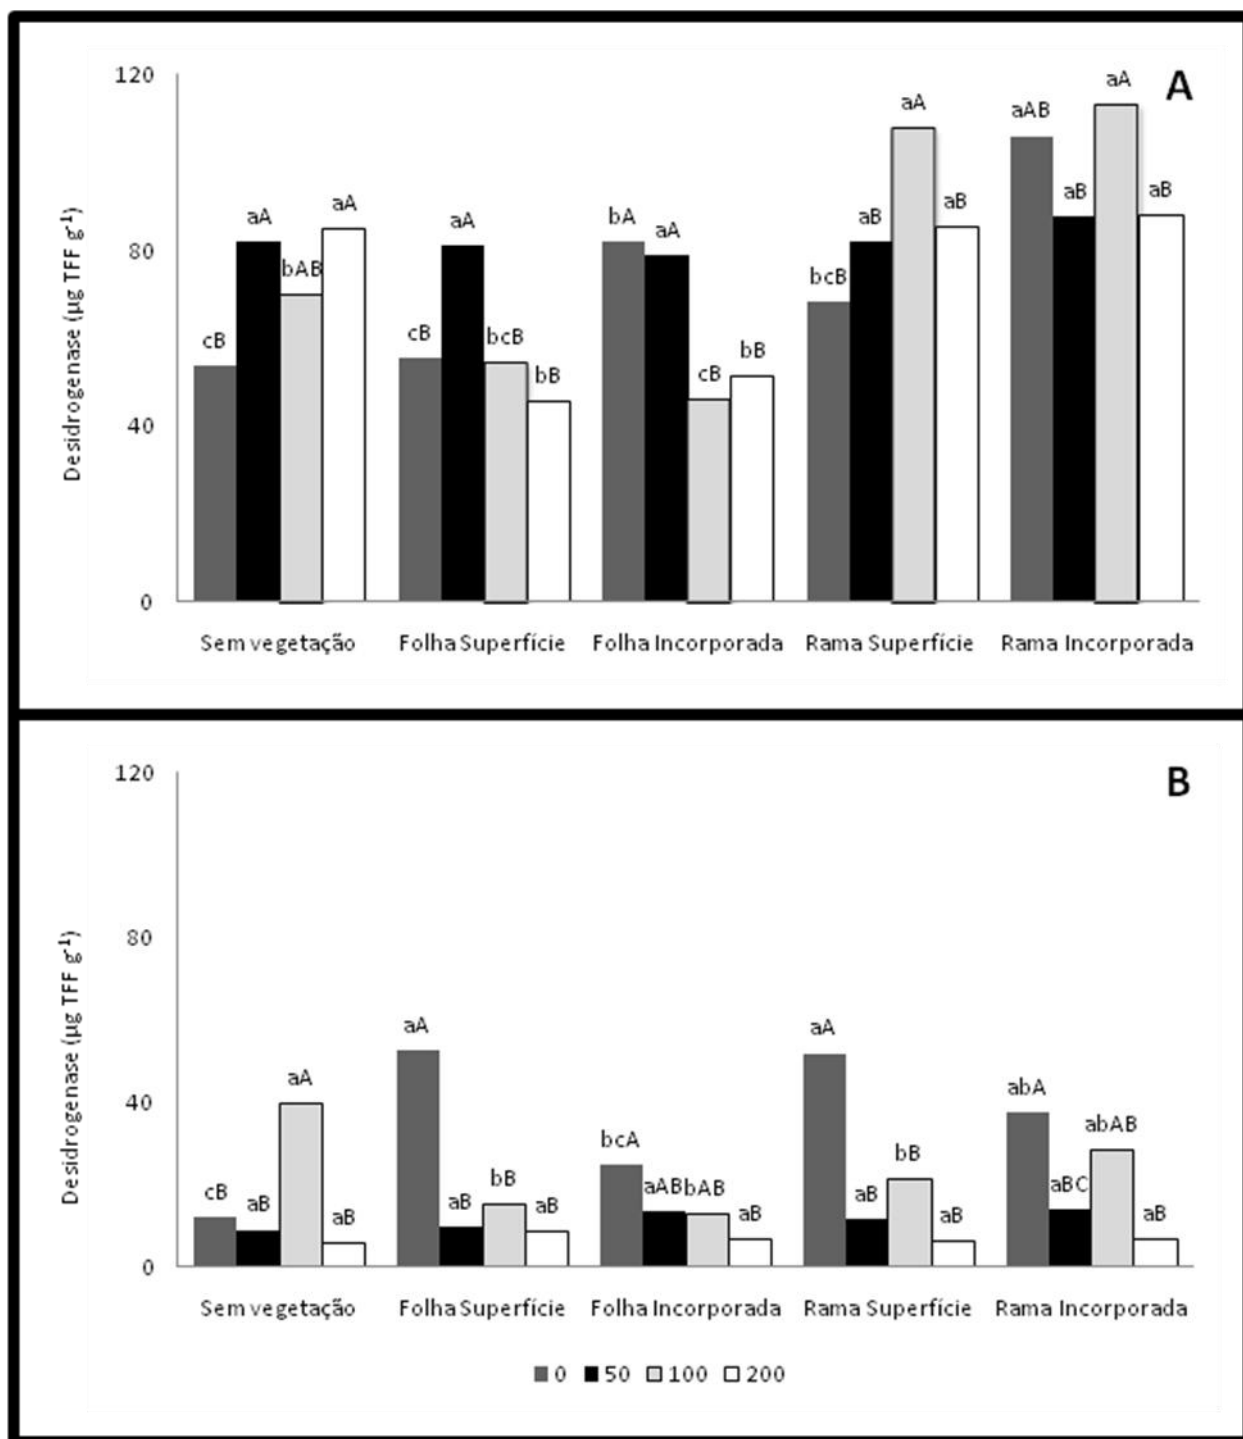 A
120
80
40
0
Desidrogenase (µg TFF g⁻¹)
cB aA bAB aA
cB aA bcB bB
bA aA cB bB
bcB aB aA aB
aAB aB aA aB
Sem vegetação Folha Superfície Folha Incorporada Rama Superfície Rama Incorporada
B
120
80
40
0
Desidrogenase (µg TFF g⁻¹)
cB aB aA aB
aA aB bB aB
bcA aAB bAB aB
aA aB bB aB
abA aBC abAB aB
Sem vegetação Folha Superfície Folha Incorporada Rama Superfície Rama Incorporada
0 50 100 200